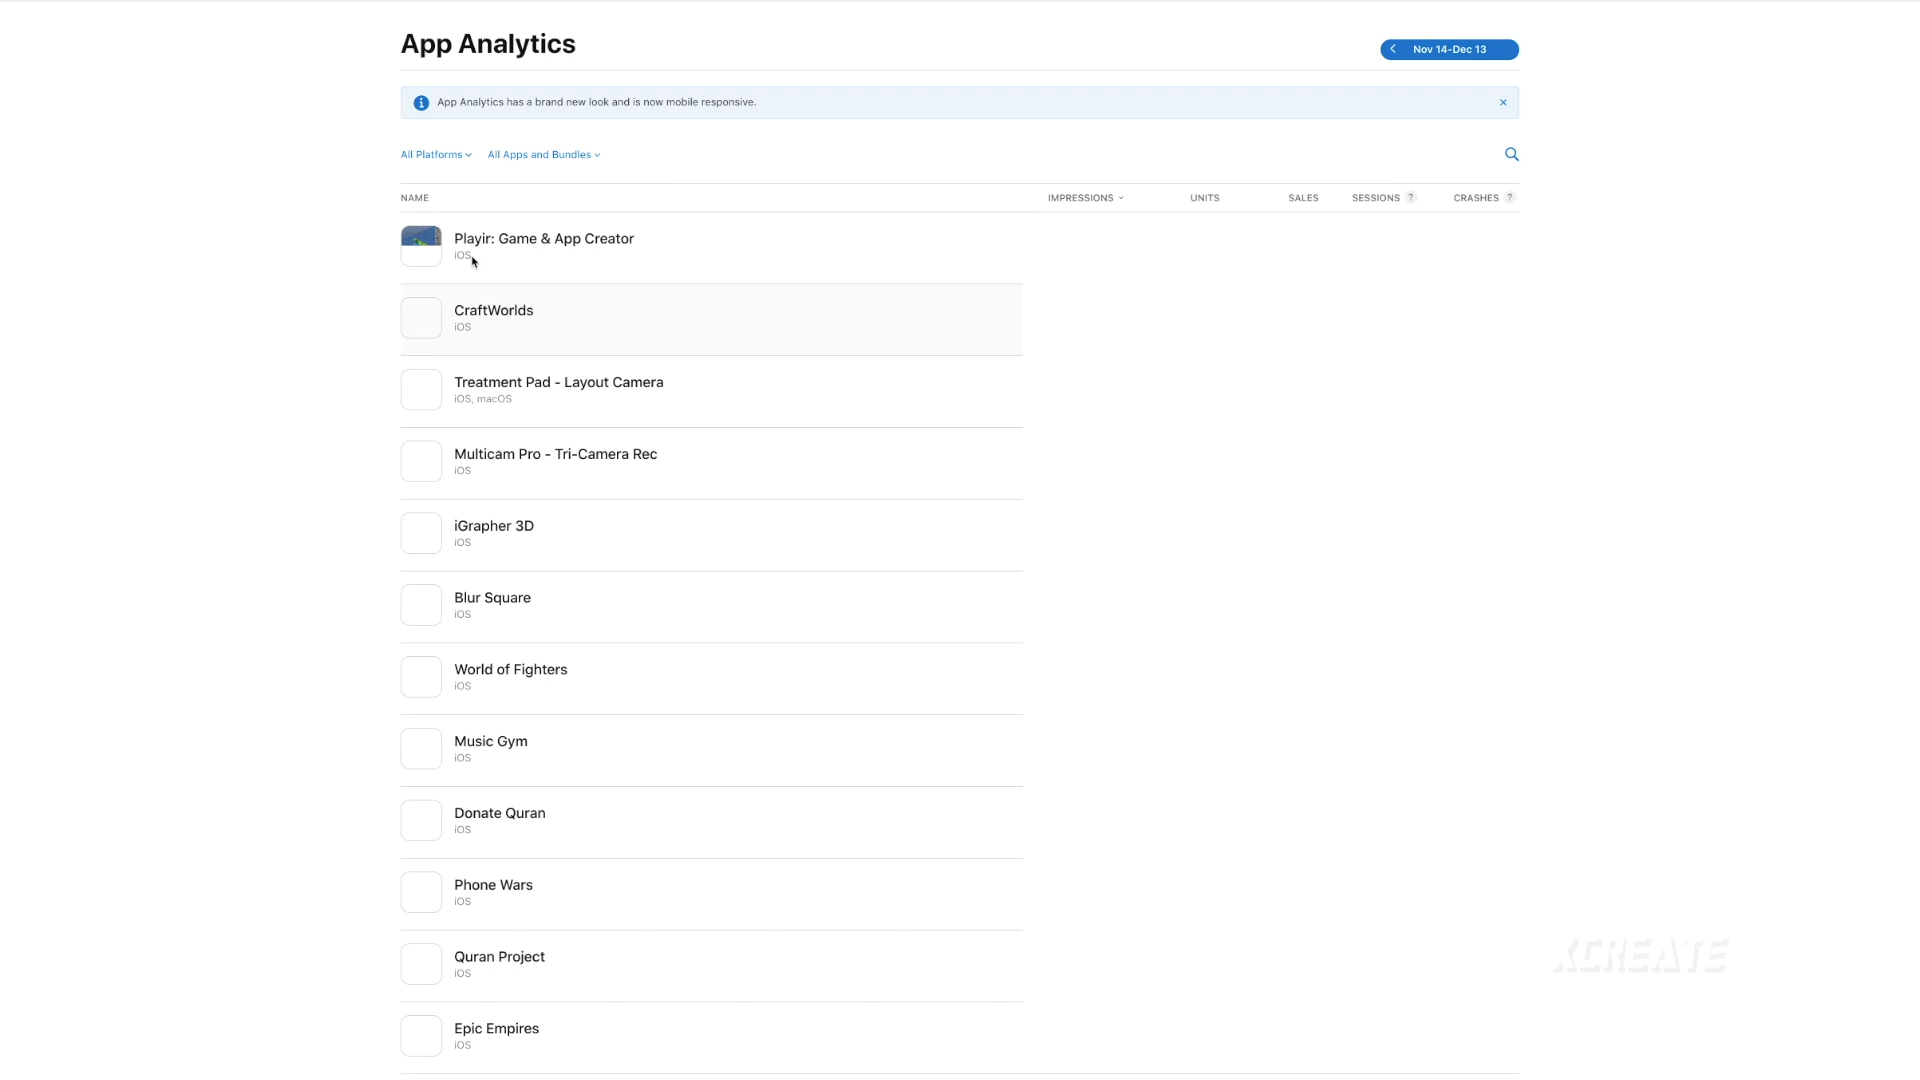 App Analytics
Nov 14-Dec 13
App Analytics has a brand new look and is now mobile responsive.
All Platforms All Apps and Bundles
NAME IMPRESSIONS UNITS SALES SESSIONS ? CRASHES ?
Playir: Game & App Creator
iOS
CraftWorlds
iOS
Treatment Pad - Layout Camera
iOS, macOS
Multicam Pro - Tri-Camera Rec
iOS
iGrapher 3D
iOS
Blur Square
iOS
World of Fighters
iOS
Music Gym
iOS
Donate Quran
iOS
Phone Wars
iOS
Quran Project
iOS
XCREATE
Epic Empires
iOS